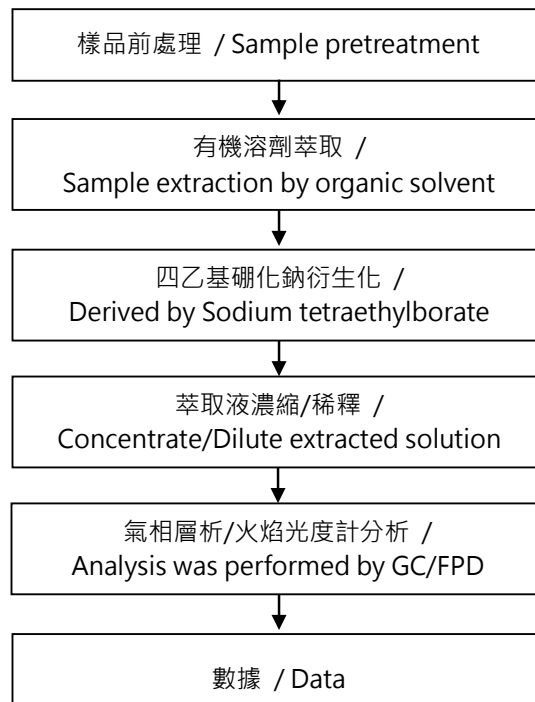 樣品前處理 / Sample pretreatment
有機溶劑萃取 /
Sample extraction by organic solvent
四乙基硼化鈉衍生化 /
Derived by Sodium tetraethylborate
萃取液濃縮/稀釋 /
Concentrate/Dilute extracted solution
氣相層析/火焰光度計分析 /
Analysis was performed by GC/FPD
數據 / Data